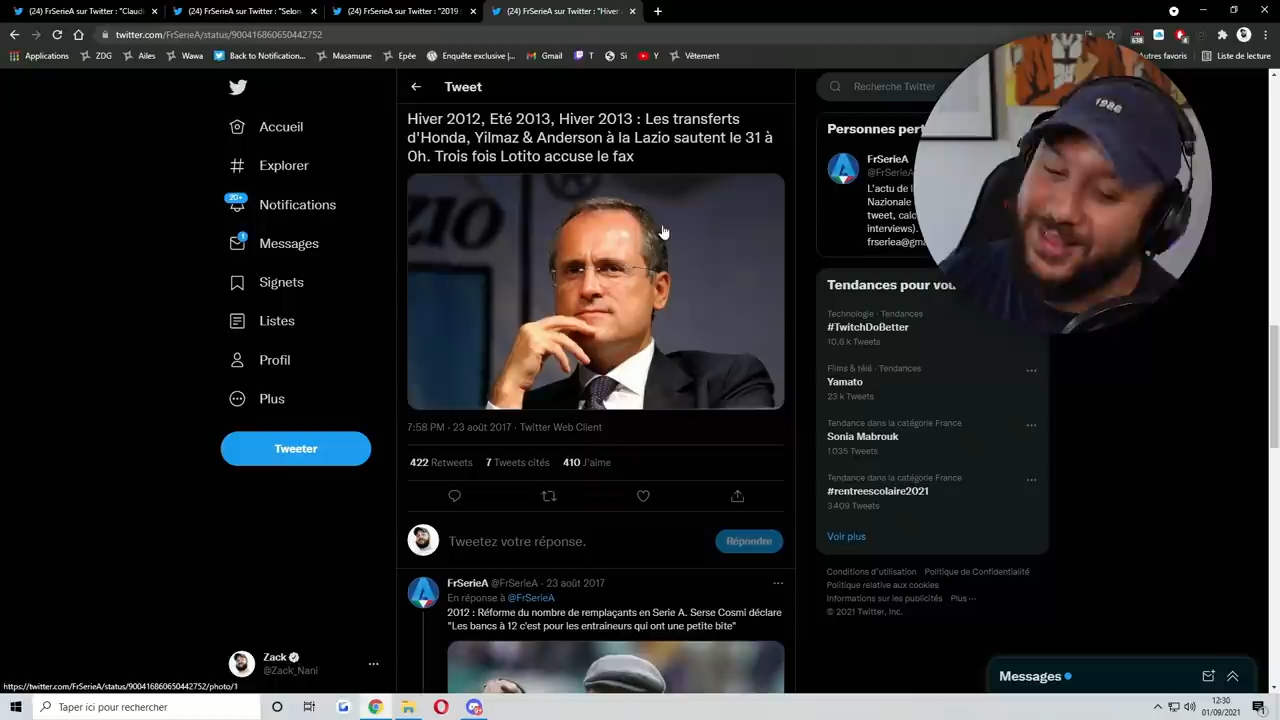 (24) FrSerieA sur Twitter : "Claud
(24) FrSerieA sur Twitter : "Selon
(24) FrSerieA sur Twitter : "2019
(24) FrSerieA sur Twitter : "Hiver
twitter.com/FrSerieA/status/900416860650442752
Applications
ZDG
Ailes
Wawa
Back to Notification...
Masamune
Epée
Enquête exclusive |...
Gmail
T
Si
Y
Vêtement
autres favoris
Liste de lecture
Tweet
Recherche Twitter
Accueil
Explorer
20+
Notifications
1
Messages
Signets
Listes
Profil
Plus
Tweeter
Zack
@Zack_Nani
Hiver 2012, Eté 2013, Hiver 2013 : Les transferts
d'Honda, Yilmaz & Anderson à la Lazio sautent le 31 à
0h. Trois fois Lotito accuse le fax
7:58 PM · 23 août 2017 · Twitter Web Client
422 Retweets 7 Tweets cités 410 J'aime
Tweetez votre réponse.
Répondre
FrSerieA @FrSerieA · 23 août 2017
En réponse à @FrSerieA
2012 : Réforme du nombre de remplaçants en Serie A. Serse Cosmi déclare
"Les bancs à 12 c'est pour les entraineurs qui ont une petite bite"
Personnes pert
FrSerieA
@FrSerieA
L'actu de l
Nazionale
tweet, calc
interviews).
frseriea@gma
1986
Tendances pour vou
Technologie · Tendances
#TwitchDoBetter
10,6 k Tweets
Films & télé · Tendances
Yamato
23 k Tweets
Tendance dans la catégorie France
Sonia Mabrouk
1 035 Tweets
Tendance dans la catégorie France
#rentreescolaire2021
3 409 Tweets
Voir plus
Conditions d'utilisation Politique de Confidentialité
Politique relative aux cookies
Informations sur les publicités Plus ···
© 2021 Twitter, Inc.
Messages
https://twitter.com/FrSerieA/status/900416860650442752/photo/1
Taper ici pour rechercher
12:30
01/09/2021